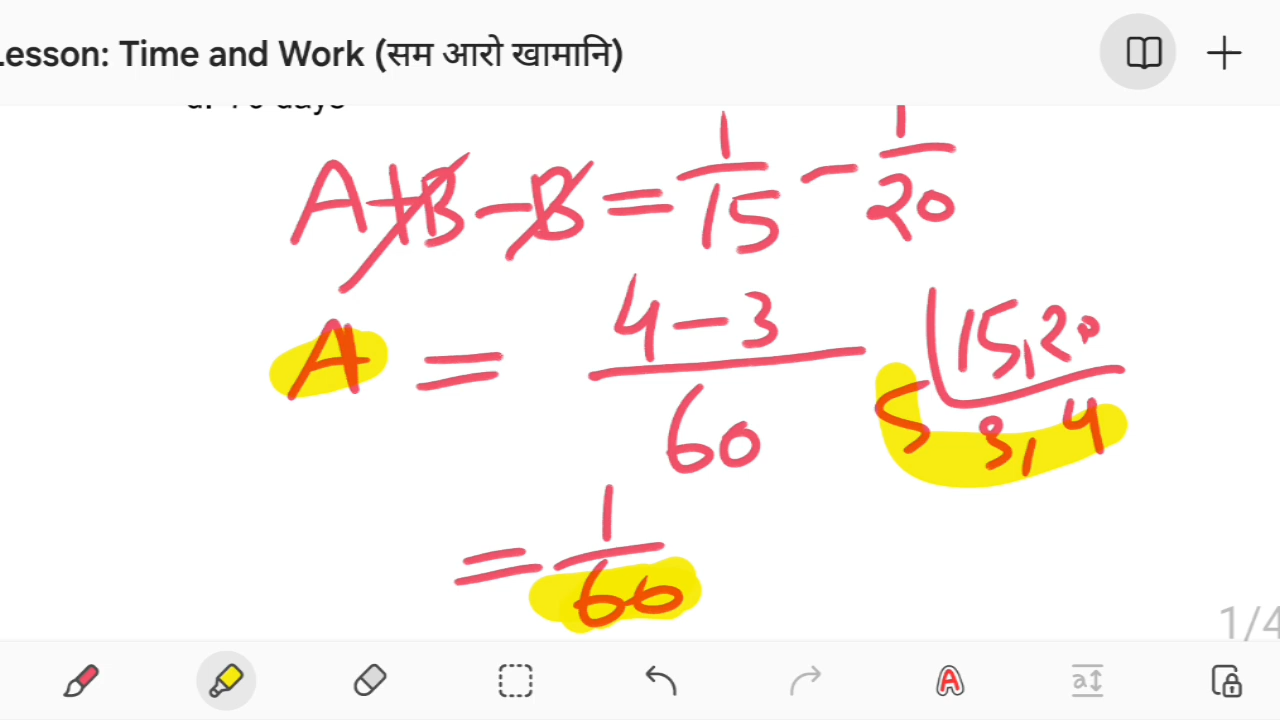 Lesson: Time and Work (सम आरो खामानि)
A+B-B = 1/15 - 1/20
A = 4-3/60
15,20
5 3,4
= 1/60
1/4
A
a